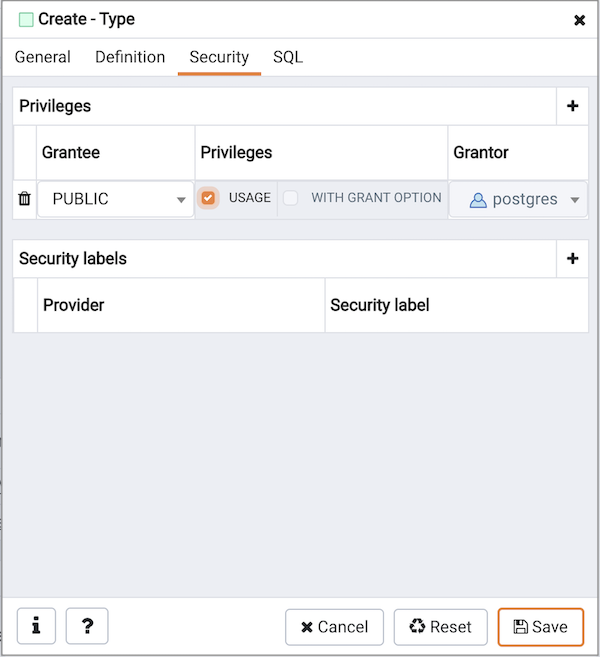 Create - Type
General Definition Security SQL
Privileges
Grantee Privileges Grantor
PUBLIC USAGE WITH GRANT OPTION postgres
Security labels
Provider Security label
i ? Cancel Reset Save